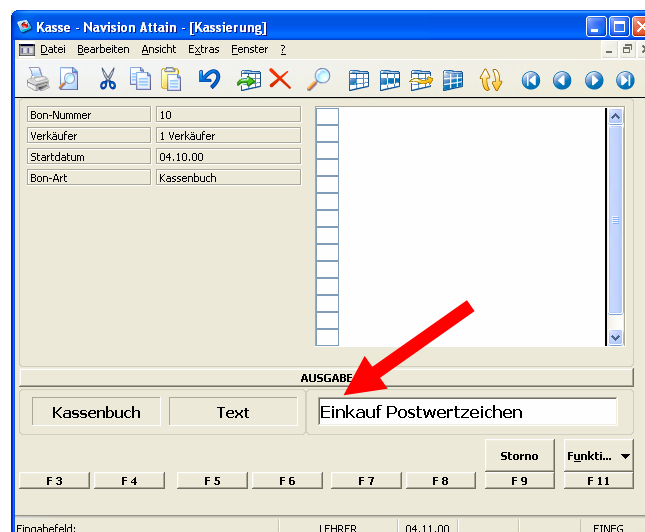 Kasse - Navision Attain - [Kassierung]
Datei Bearbeiten Ansicht Extras Fenster ?
Bon-Nummer 10
Verkäufer 1 Verkäufer
Startdatum 04.10.00
Bon-Art Kassenbuch
AUSGABE
Kassenbuch Text Einkauf Postwertzeichen
Storno Funkti...
F 3 F 4 F 5 F 6 F 7 F 8 F 9 F 11
Eingabefeld: LEHRER 04.11.00 EINFG